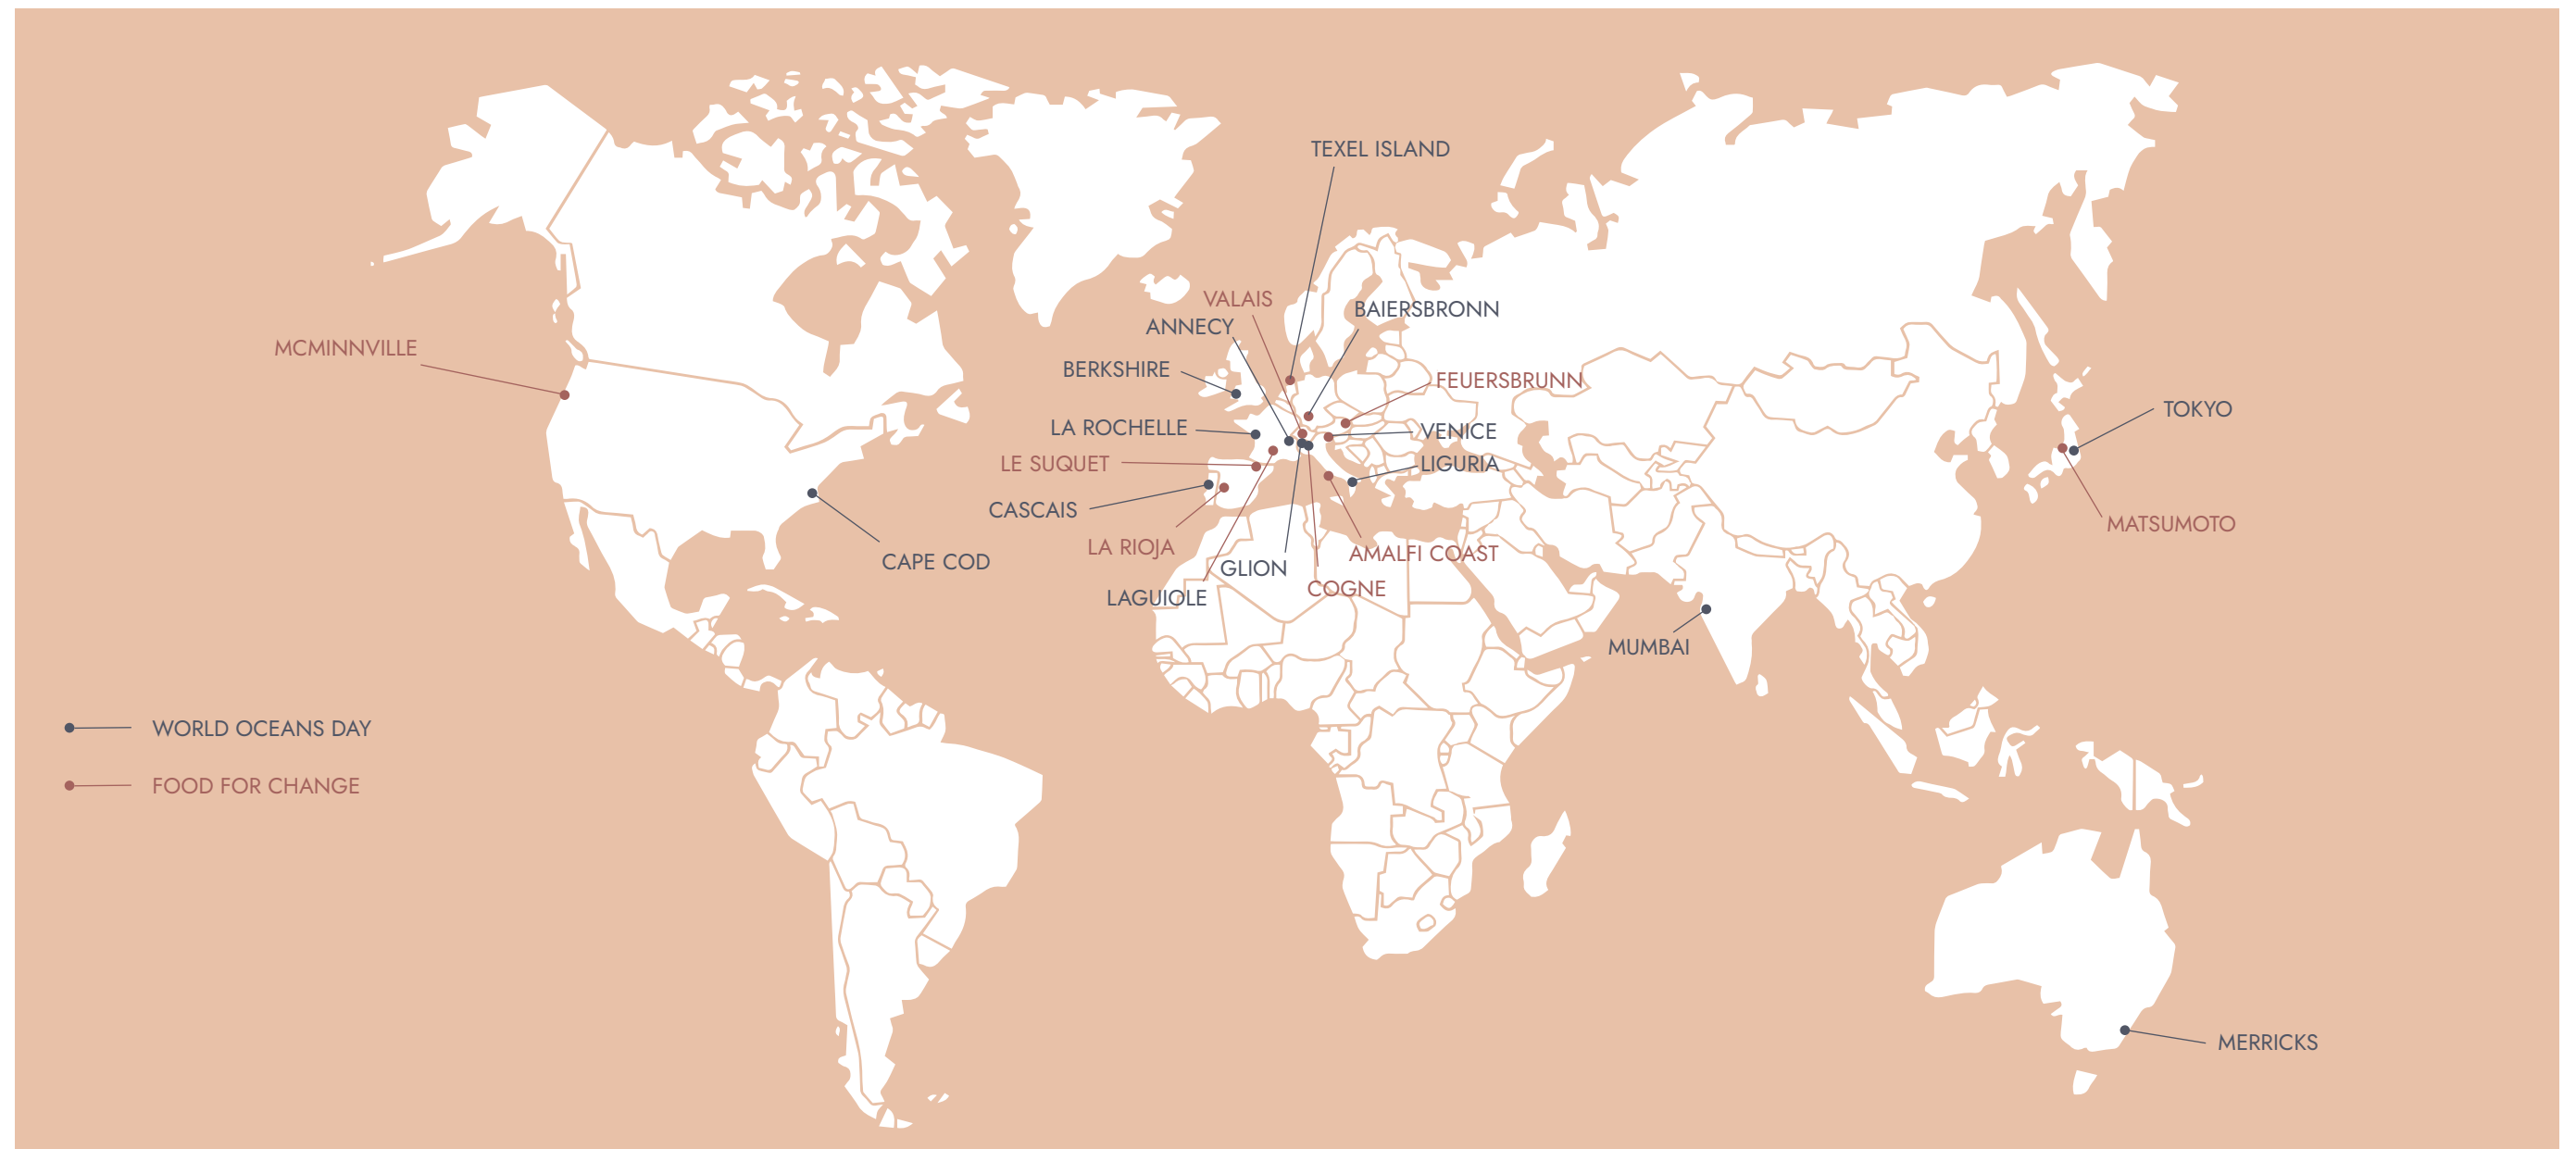 TEXEL ISLAND
VALAIS
BAIERSBRONN
ANNECY
MCMINNVILLE
BERKSHIRE
FEUERSBRUNN
TOKYO
LA ROCHELLE
VENICE
LE SUQUET
LIGURIA
CASCAIS
MATSUMOTO
LA RIOJA
AMALFI COAST
CAPE COD
GLION
COGNE
LAGUIOLE
MUMBAI
WORLD OCEANS DAY
FOOD FOR CHANGE
MERRICKS